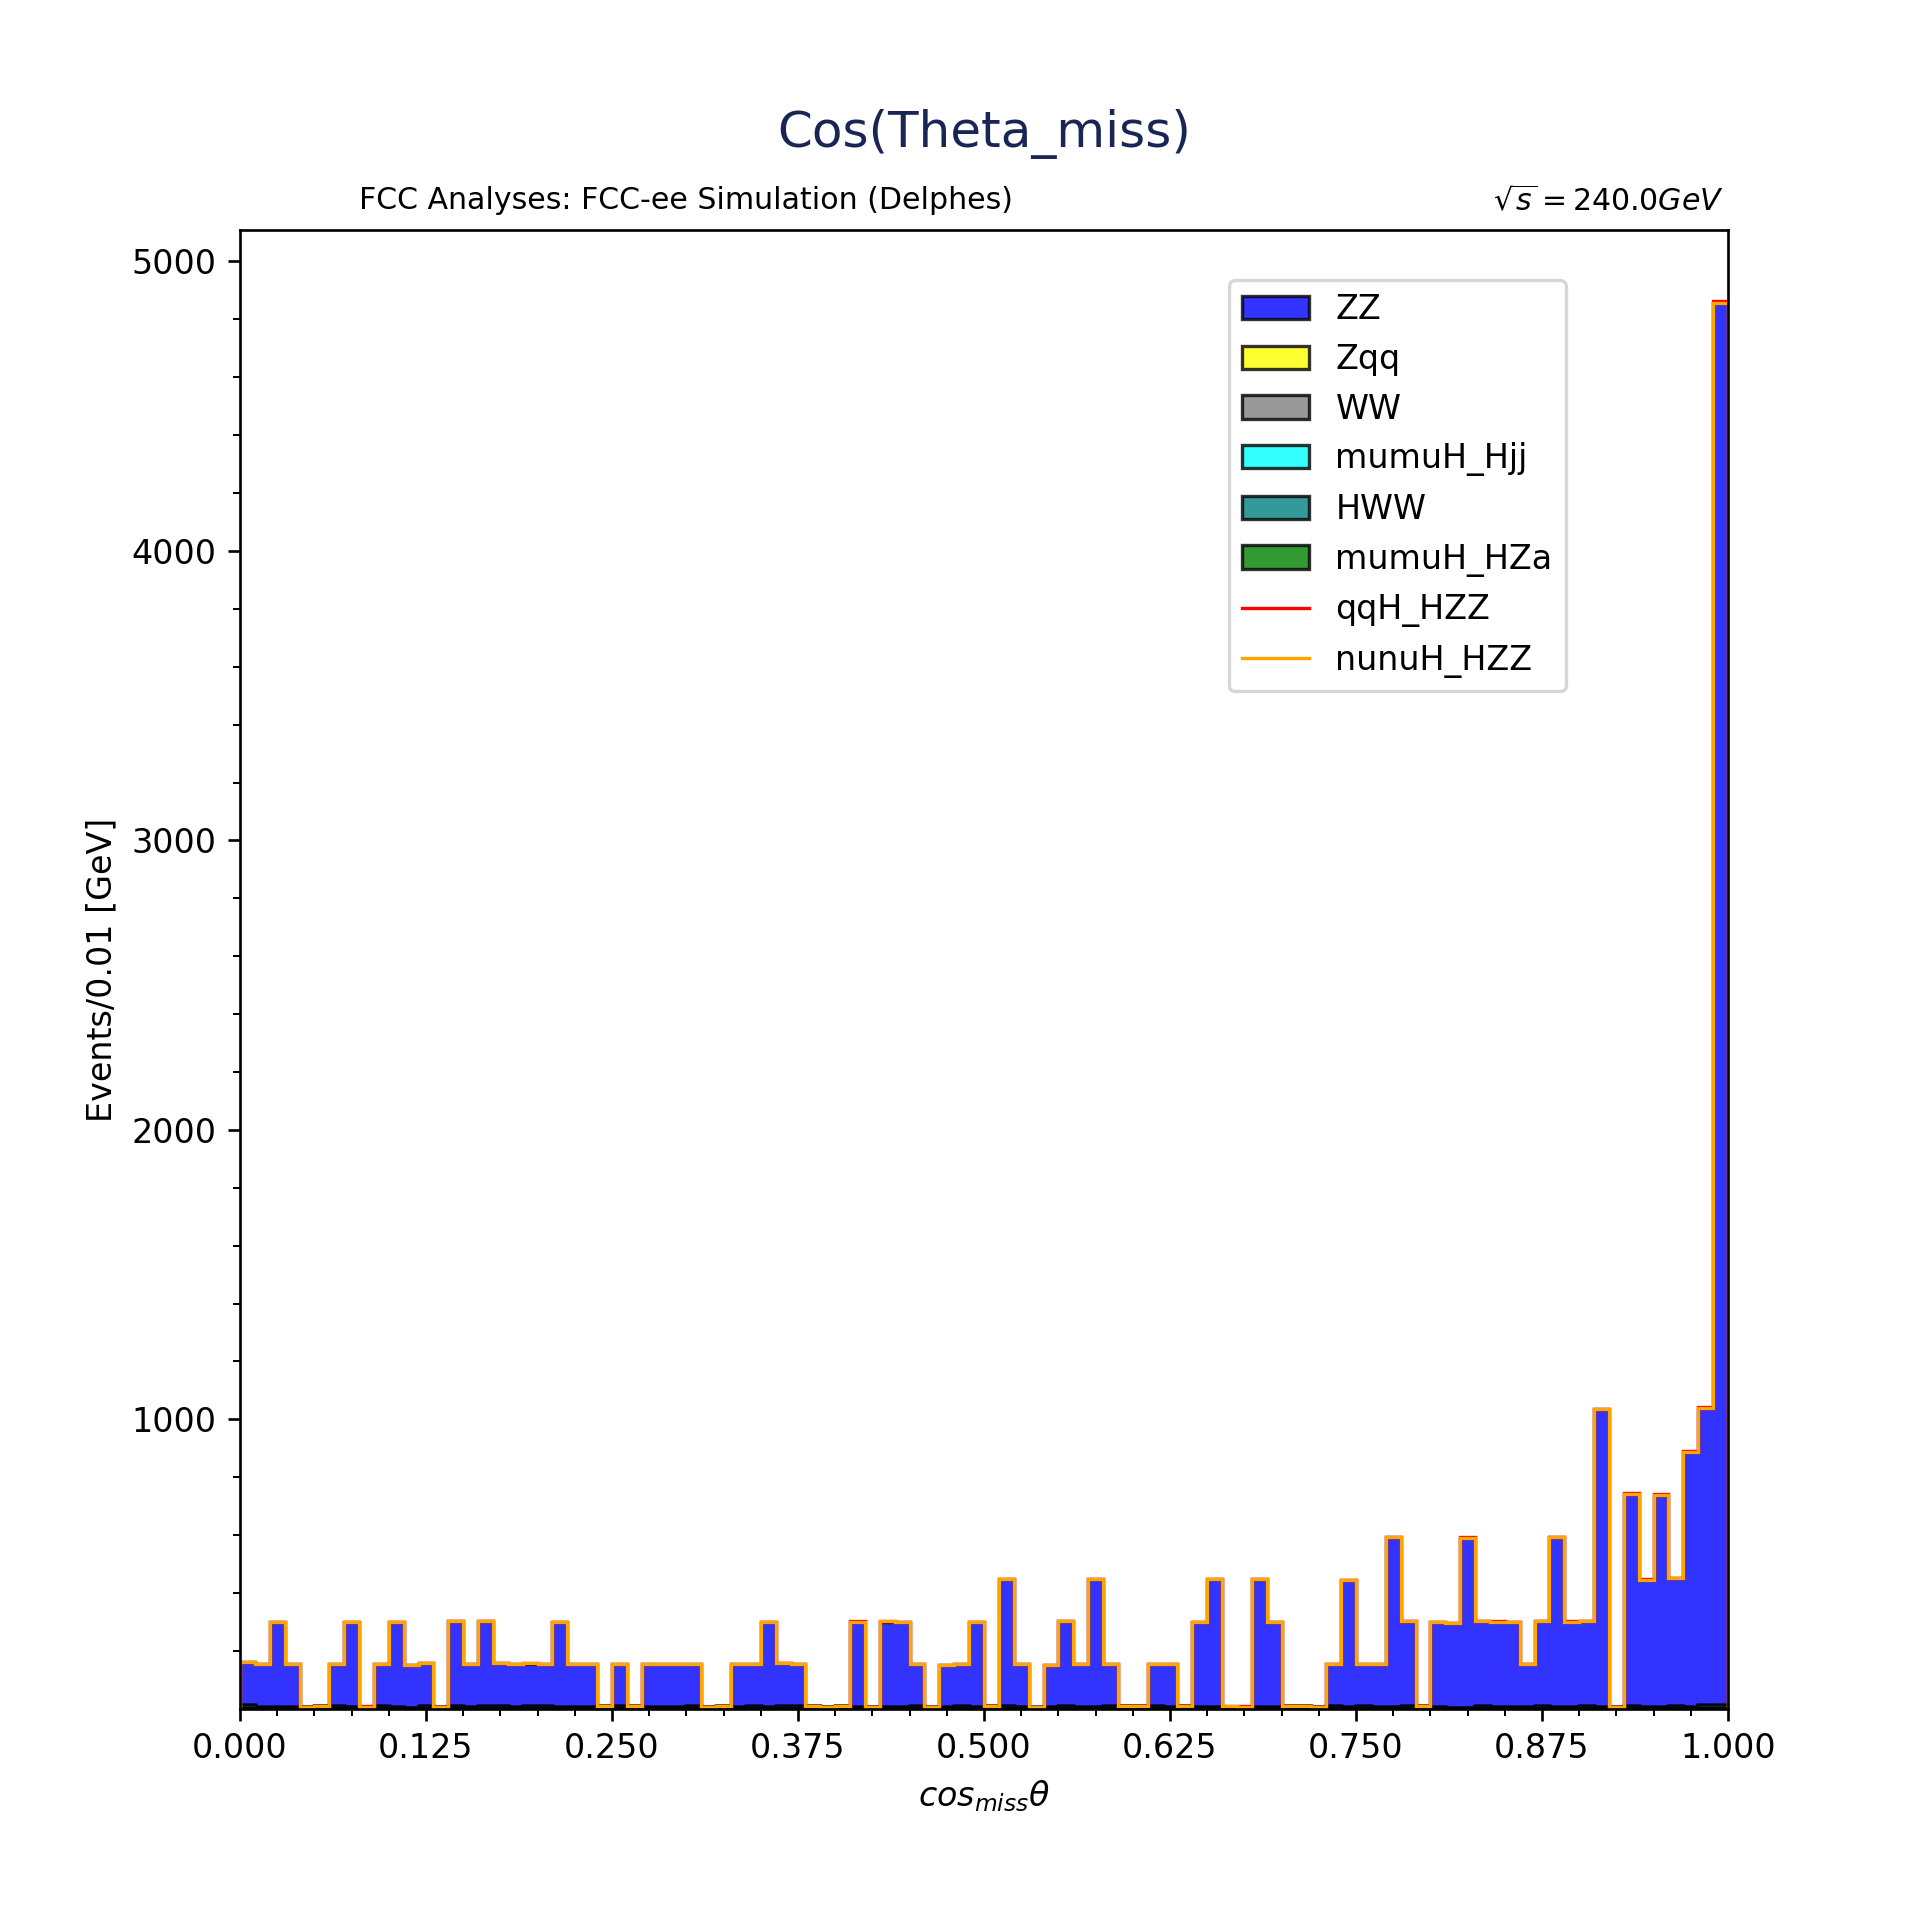 Cos(Theta_miss)
FCC Analyses: FCC-ee Simulation (Delphes)
√s = 240.0GeV
5000
4000
3000
2000
1000
Events/0.01 [GeV]
ZZ
Zqq
WW
mumuH_Hjj
HWW
mumuH_HZa
qqH_HZZ
nunuH_HZZ
0.000 0.125 0.250 0.375 0.500 0.625 0.750 0.875 1.000
cos_miss θ